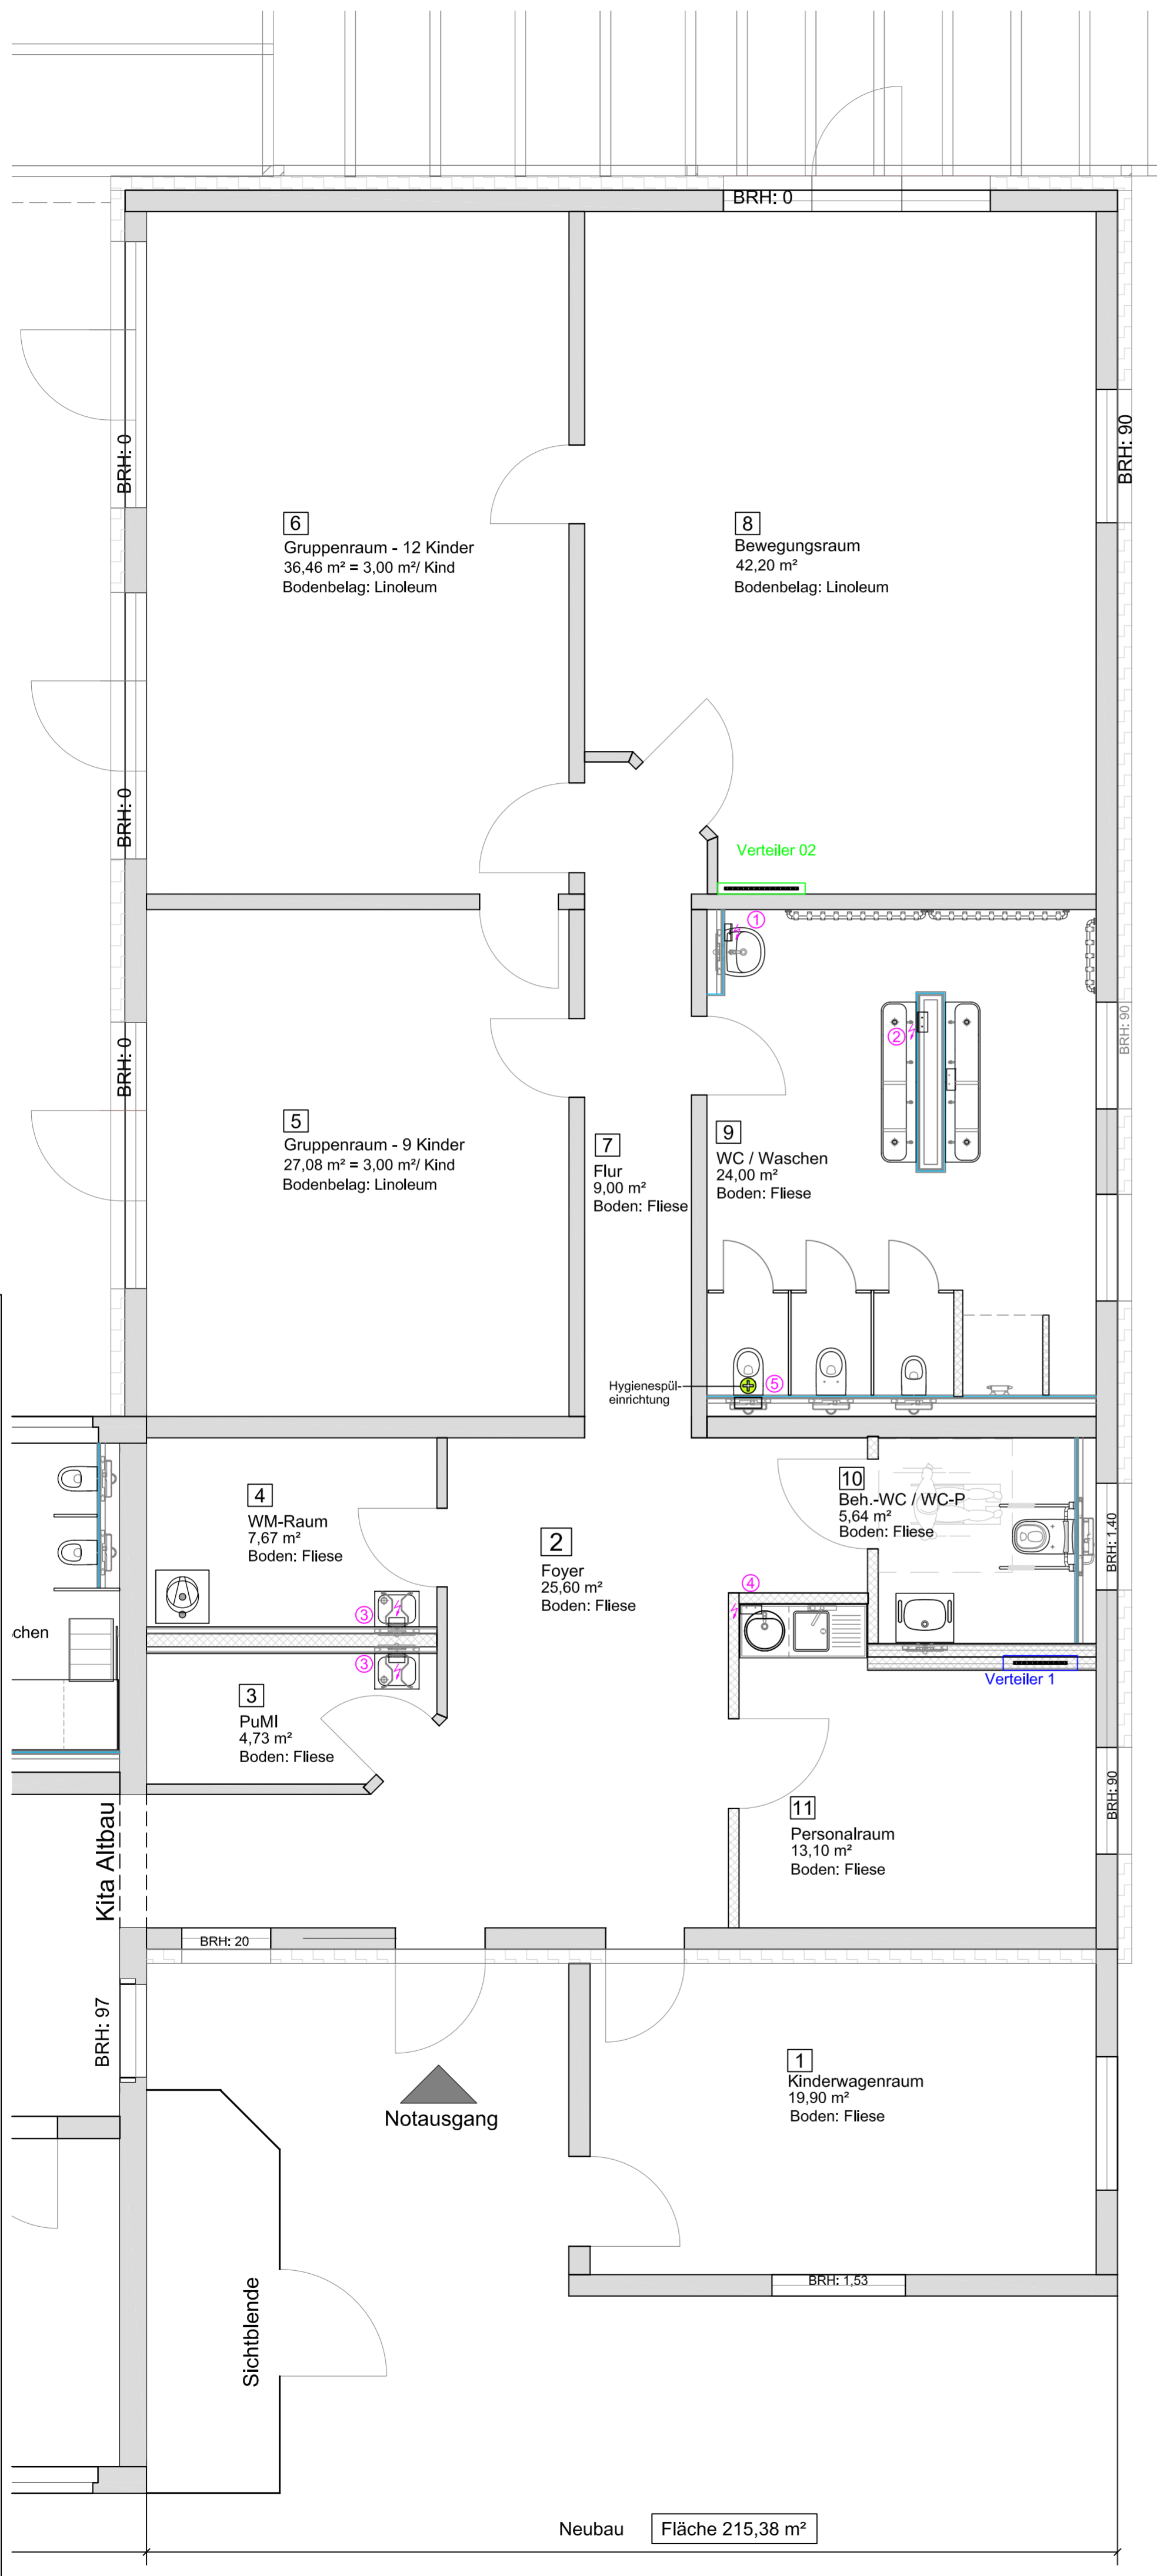 BRH: 0
BRH: 0
BRH: 90
6
Gruppenraum - 12 Kinder
36,46 m² = 3,00 m²/ Kind
Bodenbelag: Linoleum
8
Bewegungsraum
42,20 m²
Bodenbelag: Linoleum
BRH: 0
Verteiler 02
1
2
BRH: 90
BRH: 0
5
Gruppenraum - 9 Kinder
27,08 m² = 3,00 m²/ Kind
Bodenbelag: Linoleum
7
Flur
9,00 m²
Boden: Fliese
9
WC / Waschen
24,00 m²
Boden: Fliese
Hygienespül-
einrichtung
5
4
WM-Raum
7,67 m²
Boden: Fliese
2
Foyer
25,60 m²
Boden: Fliese
10
Beh.-WC / WC-P
5,64 m²
Boden: Fliese
BRH: 1,40
4
3
3
chen
Verteiler 1
3
PuMI
4,73 m²
Boden: Fliese
11
Personalraum
13,10 m²
Boden: Fliese
BRH: 90
Kita Altbau
BRH: 20
BRH: 97
Notausgang
1
Kinderwagenraum
19,90 m²
Boden: Fliese
BRH: 1,53
Sichtblende
Neubau
Fläche 215,38 m²